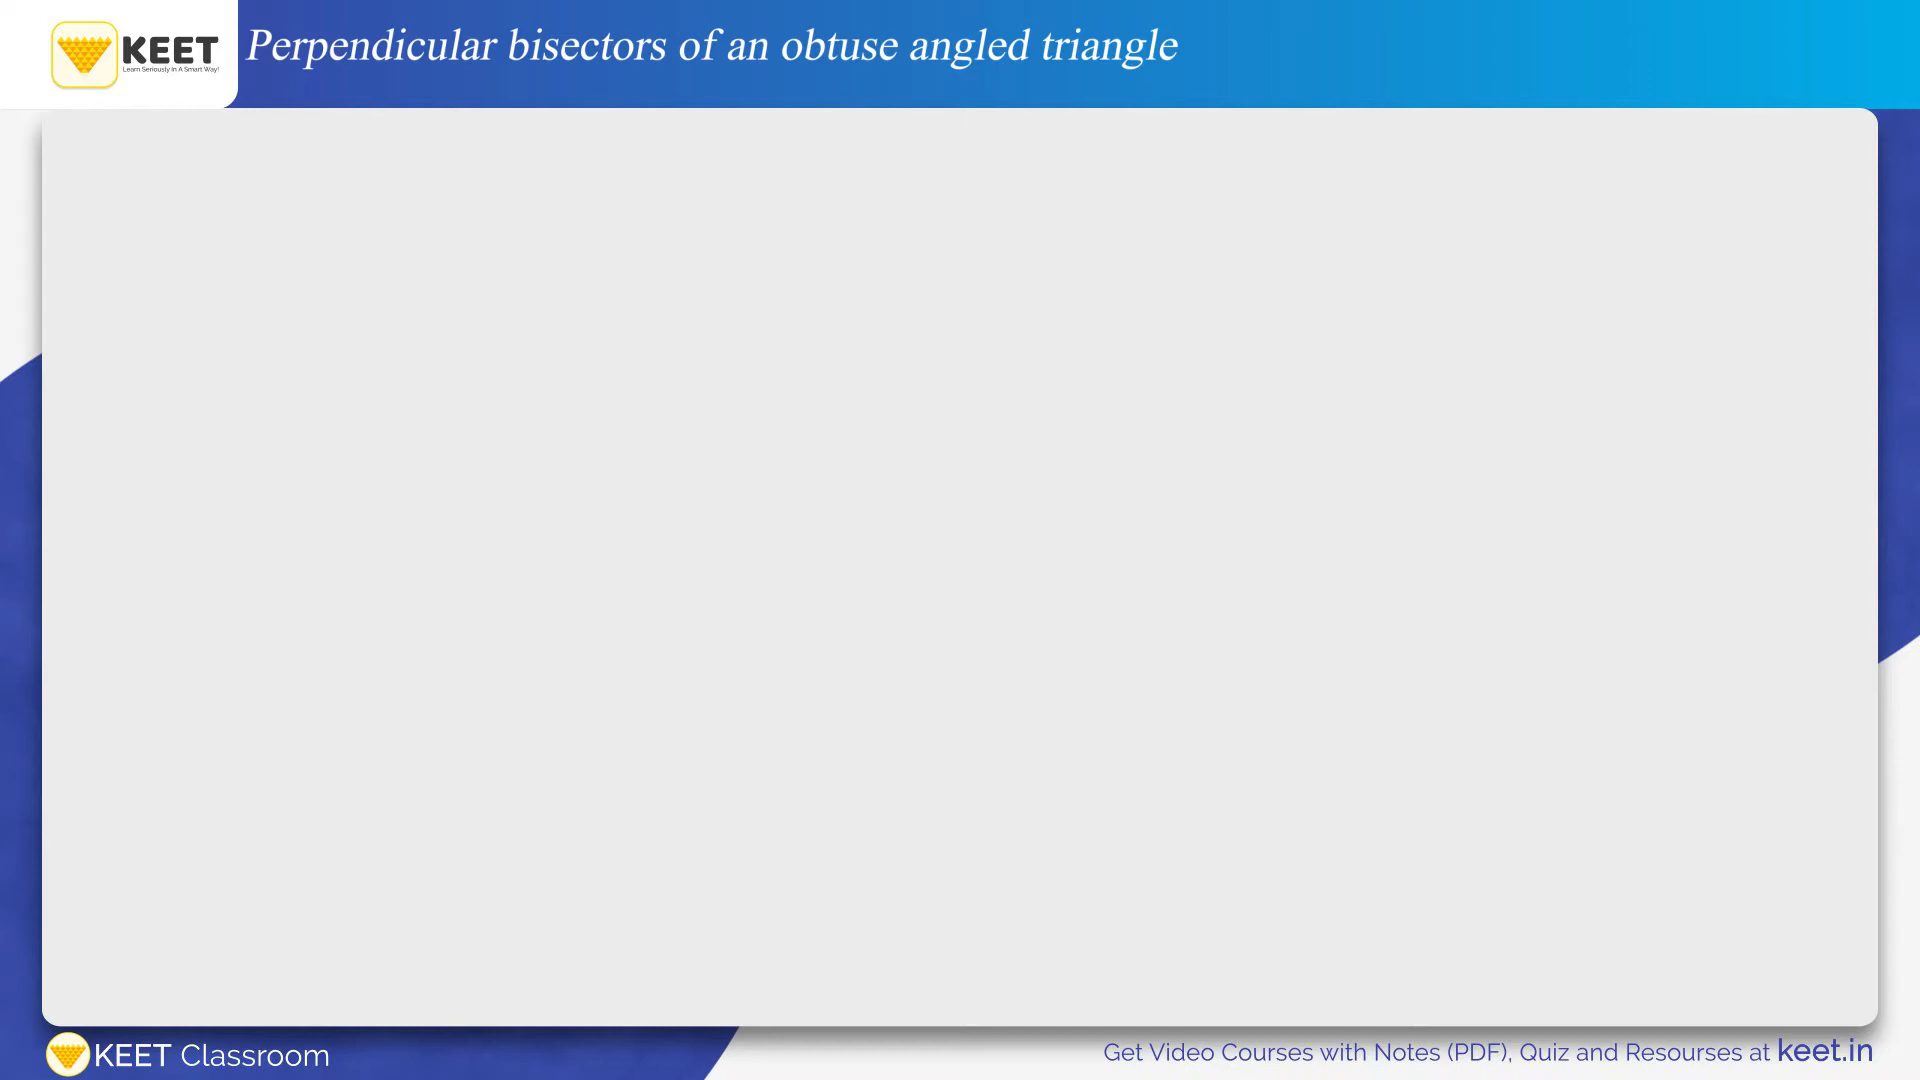 KEET
Learn Seriously In A Smart Way!
Perpendicular bisectors of an obtuse angled triangle
KEET Classroom
Get Video Courses with Notes (PDF), Quiz and Resourses at keet.in